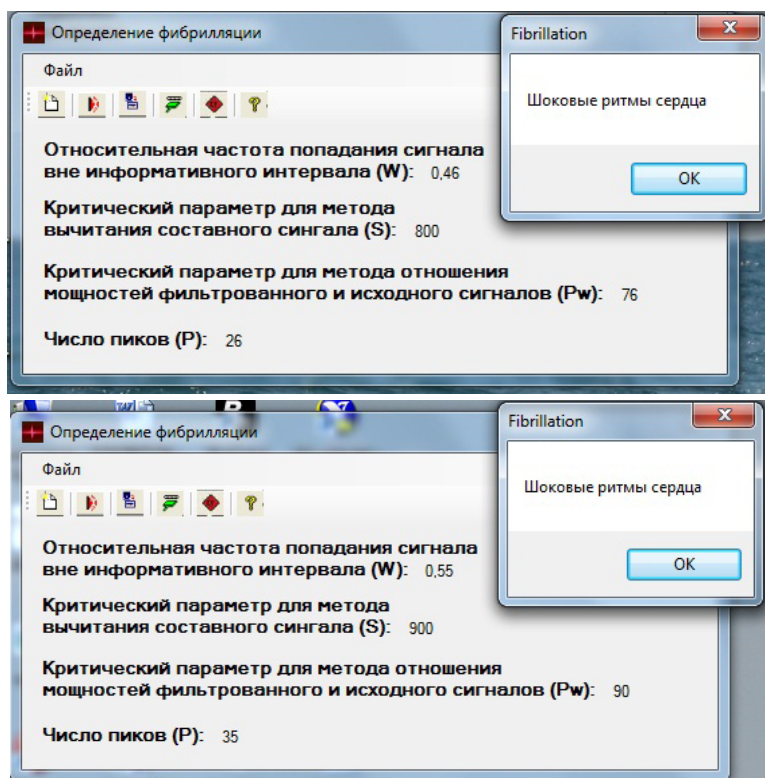 Определение фибрилляции
Fibrillation
Файл
Шоковые ритмы сердца
OK
Относительная частота попадания сигнала
вне информативного интервала (W): 0,46
Критический параметр для метода
вычитания составного сингала (S): 800
Критический параметр для метода отношения
мощностей фильтрованного и исходного сигналов (Pw): 76
Число пиков (P): 26
Определение фибрилляции
Fibrillation
Файл
Шоковые ритмы сердца
OK
Относительная частота попадания сигнала
вне информативного интервала (W): 0,55
Критический параметр для метода
вычитания составного сингала (S): 900
Критический параметр для метода отношения
мощностей фильтрованного и исходного сигналов (Pw): 90
Число пиков (P): 35